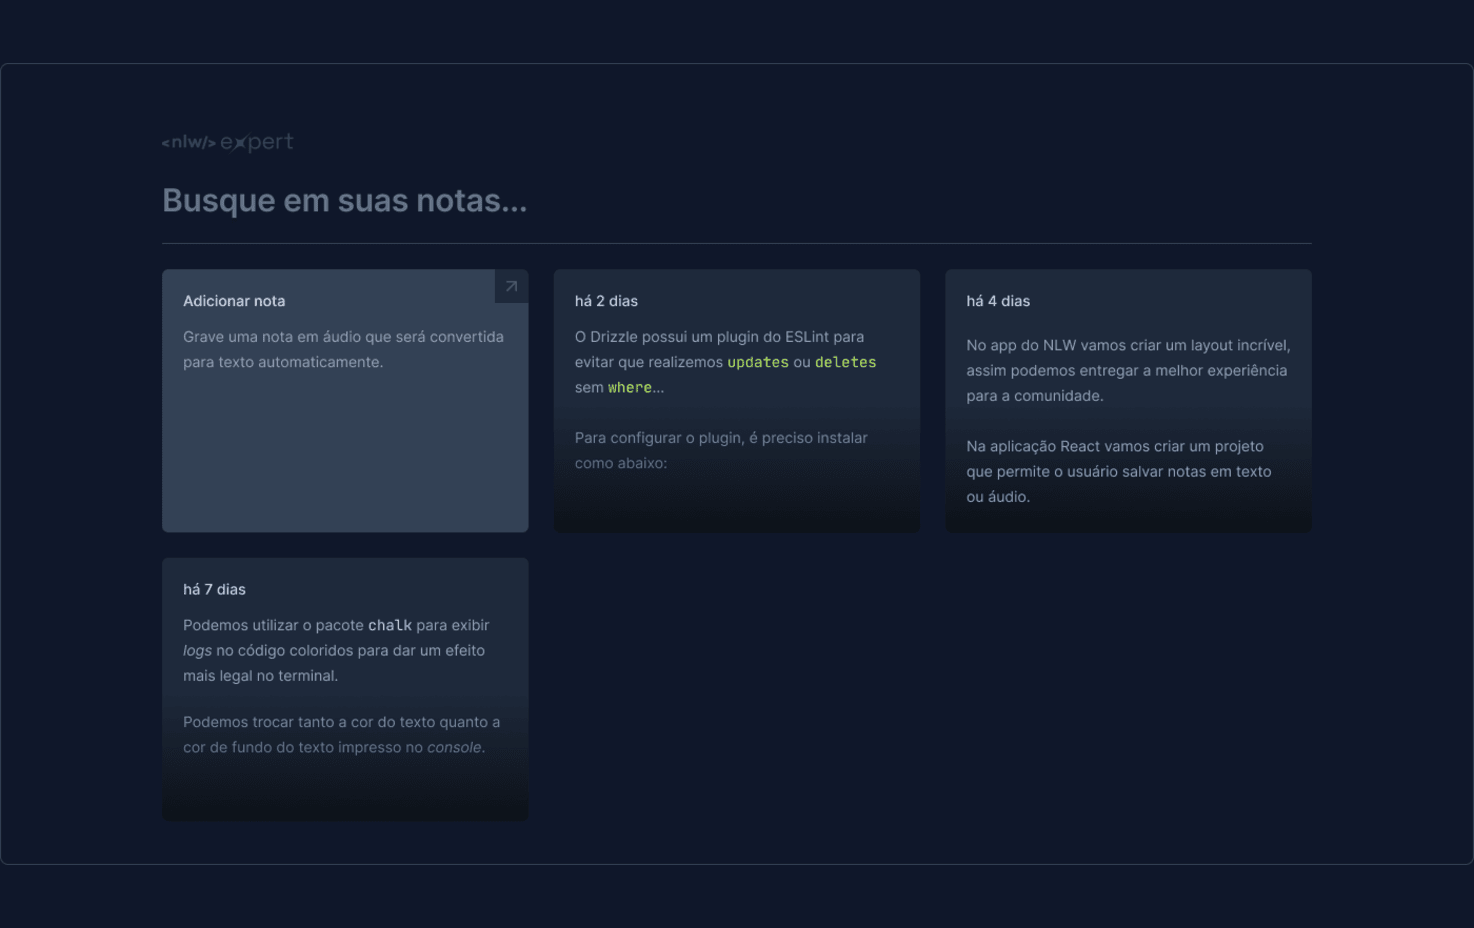 <nlw/> expert
Busque em suas notas...
Adicionar nota
Grave uma nota em áudio que será convertida
para texto automaticamente.
há 2 dias
O Drizzle possui um plugin do ESLint para
evitar que realizemos updates ou deletes
sem where...
Para configurar o plugin, é preciso instalar
como abaixo:
há 4 dias
No app do NLW vamos criar um layout incrível,
assim podemos entregar a melhor experiência
para a comunidade.
Na aplicação React vamos criar um projeto
que permite o usuário salvar notas em texto
ou áudio.
há 7 dias
Podemos utilizar o pacote chalk para exibir
logs no código coloridos para dar um efeito
mais legal no terminal.
Podemos trocar tanto a cor do texto quanto a
cor de fundo do texto impresso no console.